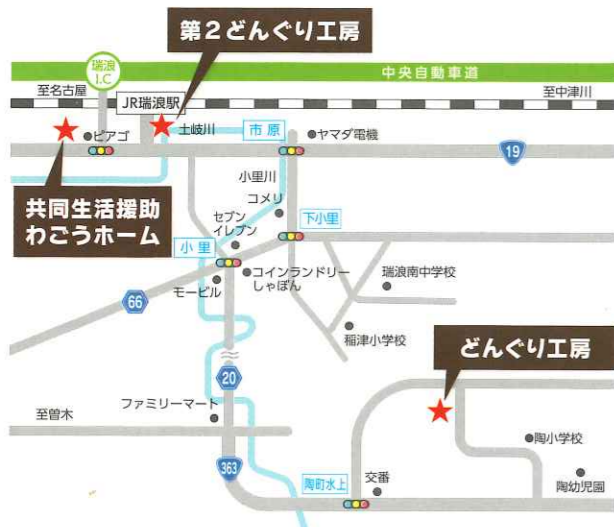 第2どんぐり工房
瑞浪
I.C
中央自動車道
至名古屋
至中津川
JR瑞浪駅
ピアゴ
土岐川
市原
ヤマダ電機
19
共同生活援助
わごうホーム
小里川
コメリ
セブン
イレブン
下小里
小里
コインランドリー
しゃぼん
モービル
66
瑞浪南中学校
稲津小学校
どんぐり工房
20
ファミリーマート
至曽木
陶小学校
363
陶町水上
交番
陶幼児園